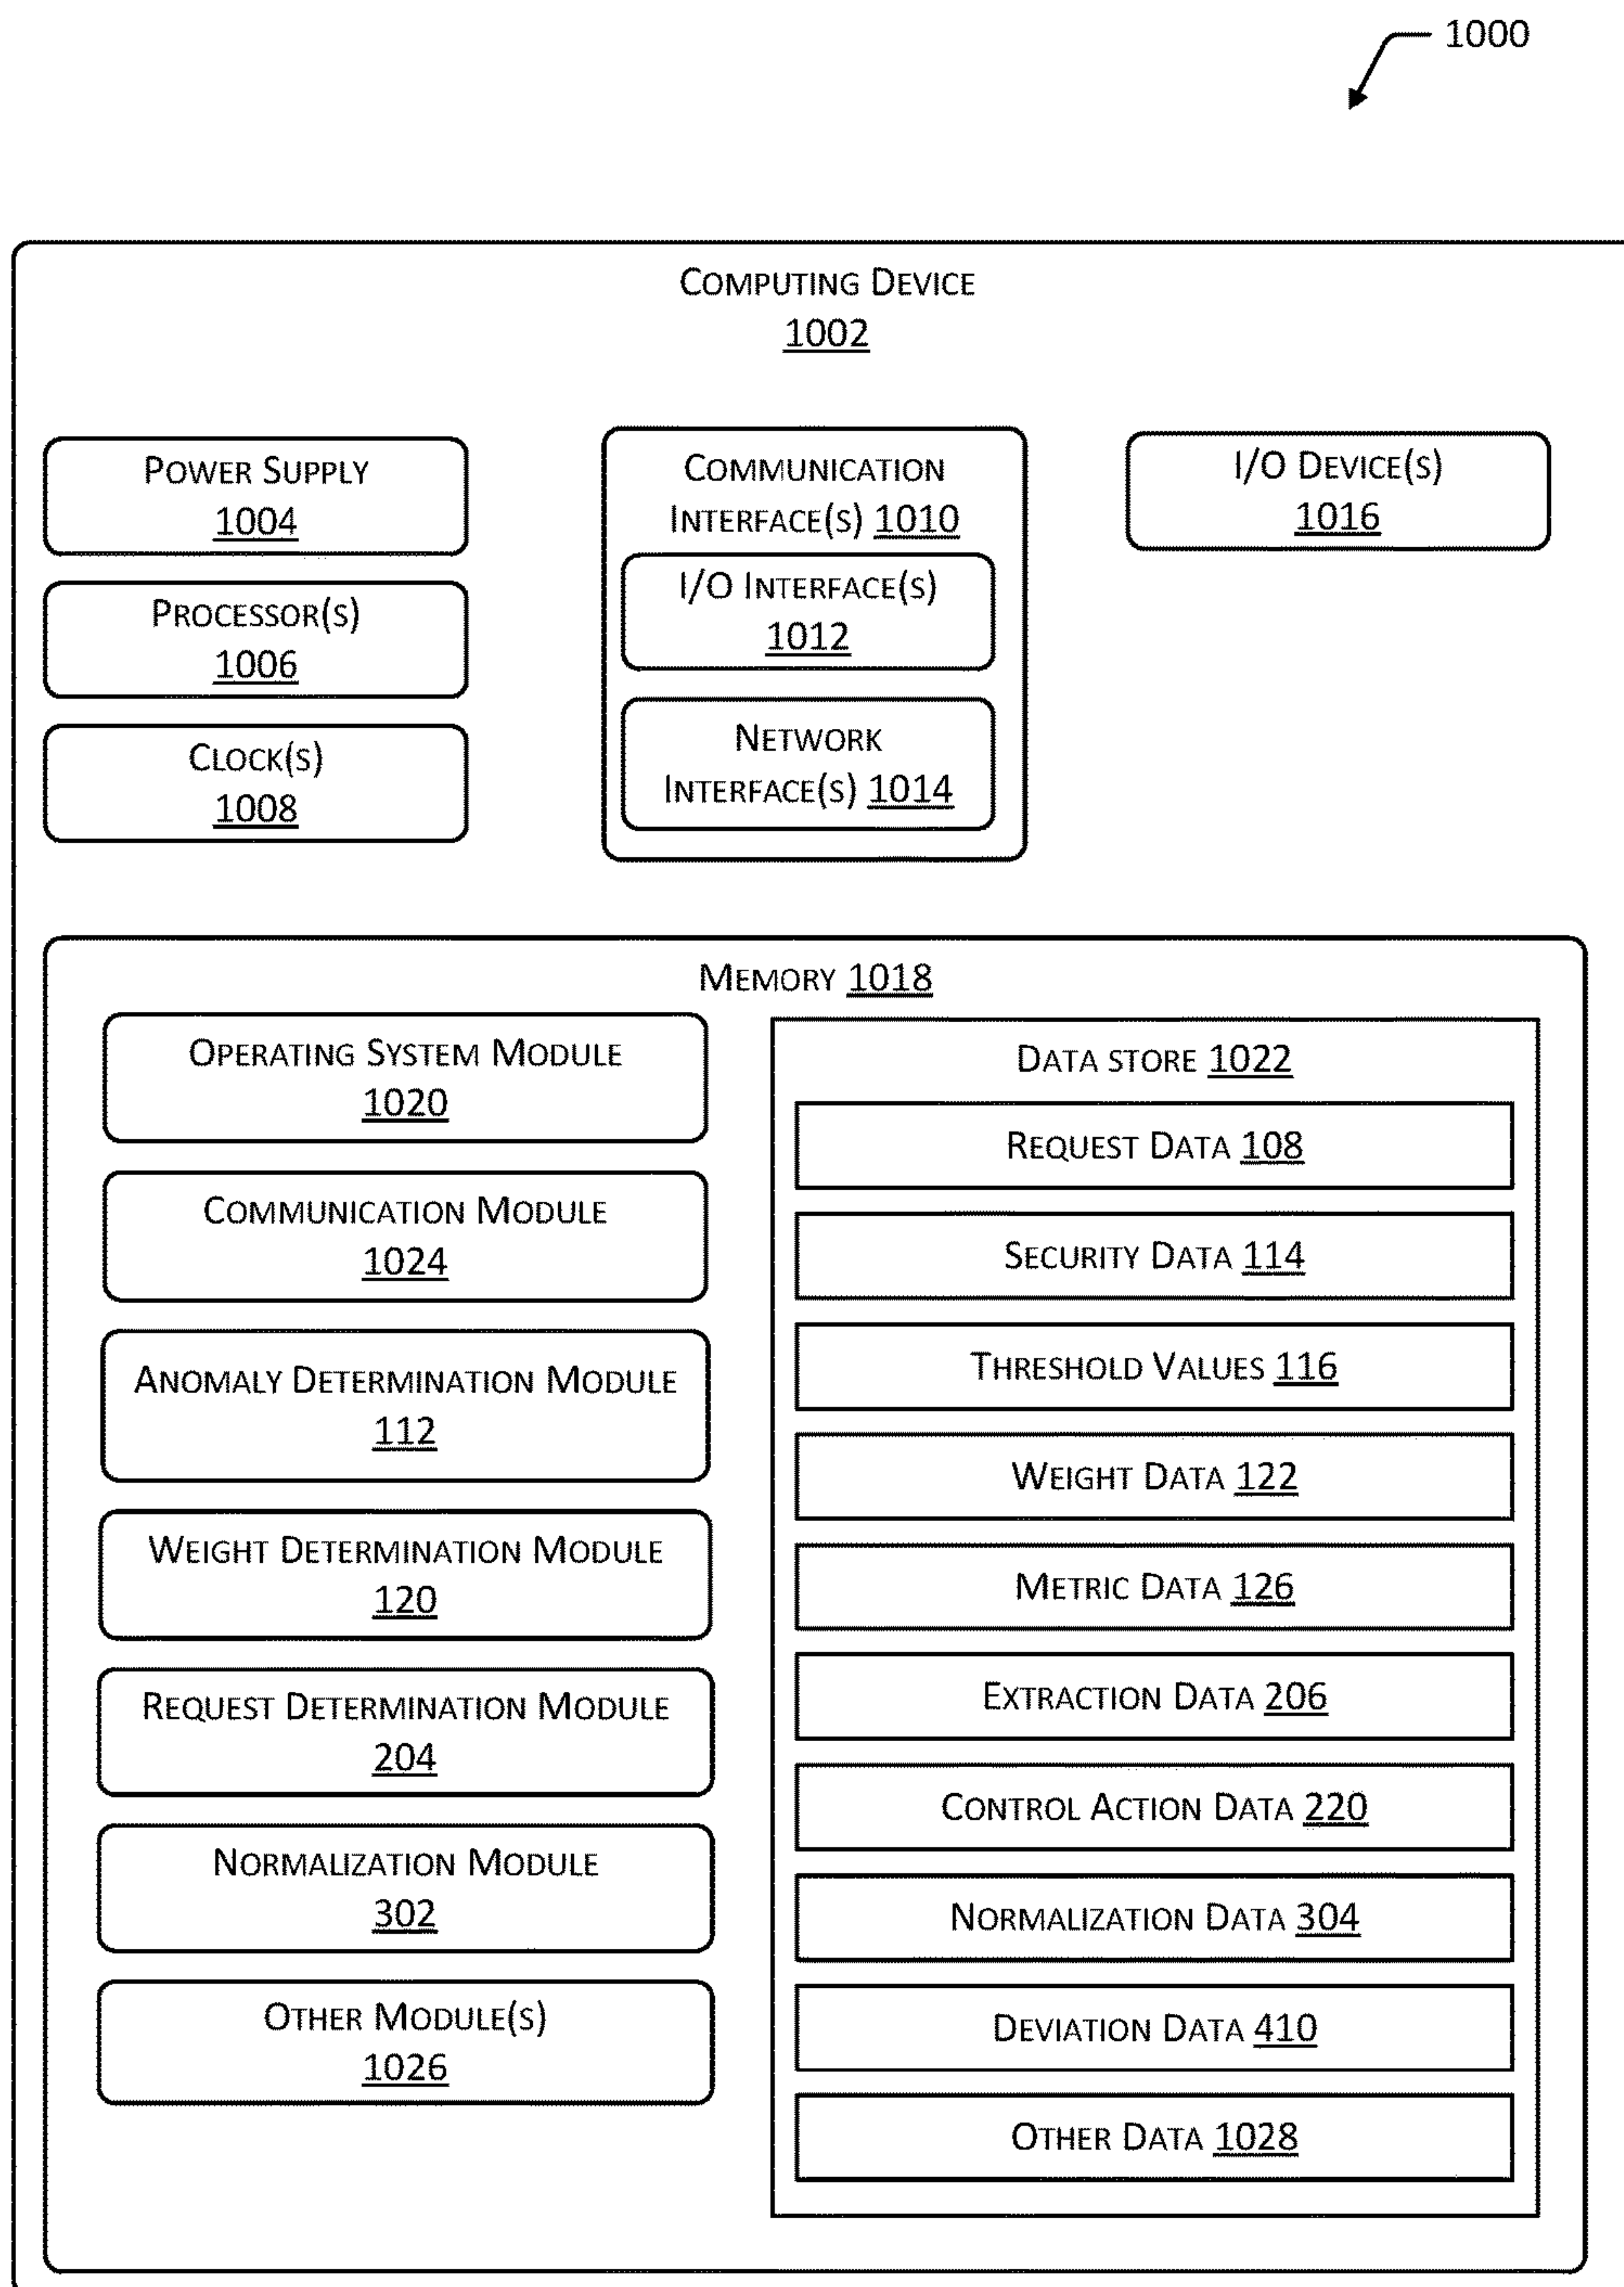 1000
COMPUTING DEVICE
1002
POWER SUPPLY
1004
PROCESSOR(S)
1006
CLOCK(S)
1008
COMMUNICATION
INTERFACE(S) 1010
I/O INTERFACE(S)
1012
NETWORK
INTERFACE(S) 1014
I/O DEVICE(S)
1016
MEMORY 1018
OPERATING SYSTEM MODULE
1020
COMMUNICATION MODULE
1024
ANOMALY DETERMINATION MODULE
112
WEIGHT DETERMINATION MODULE
120
REQUEST DETERMINATION MODULE
204
NORMALIZATION MODULE
302
OTHER MODULE(S)
1026
DATA STORE 1022
REQUEST DATA 108
SECURITY DATA 114
THRESHOLD VALUES 116
WEIGHT DATA 122
METRIC DATA 126
EXTRACTION DATA 206
CONTROL ACTION DATA 220
NORMALIZATION DATA 304
DEVIATION DATA 410
OTHER DATA 1028